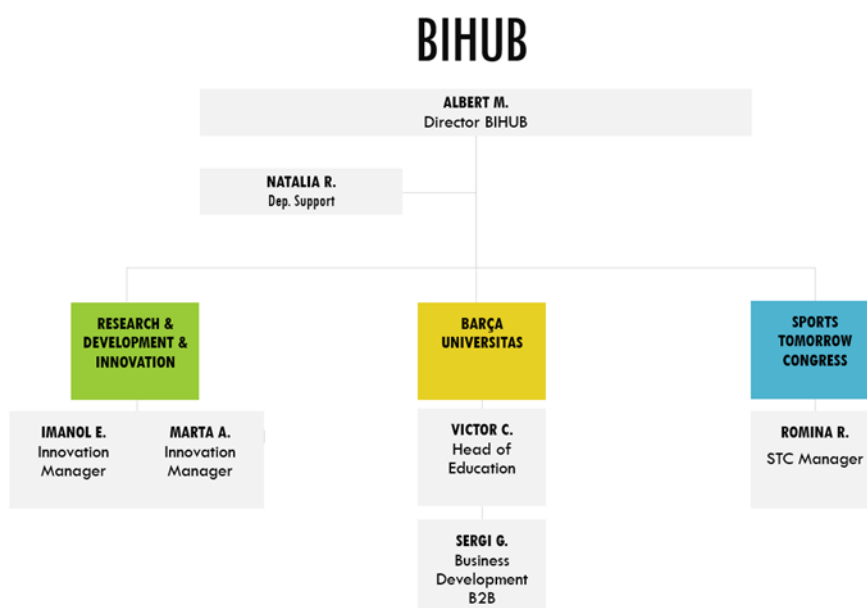 BIHUB
ALBERT M.
Director BIHUB
NATALIA R.
Dep. Support
RESEARCH &
DEVELOPMENT &
INNOVATION
BARÇA
UNIVERSITAS
SPORTS
TOMORROW
CONGRESS
IMANOL E.
Innovation
Manager
MARTA A.
Innovation
Manager
VICTOR C.
Head of
Education
ROMINA R.
STC Manager
SERGI G.
Business
Development
B2B